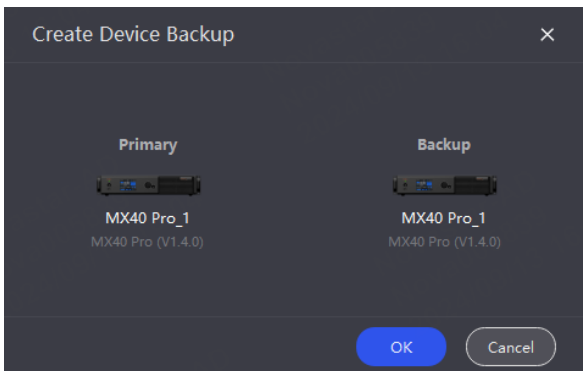 Create Device Backup
Primary
Backup
MX40 Pro_1
MX40 Pro_1
MX40 Pro (V1.4.0)
MX40 Pro (V1.4.0)
OK
Cancel